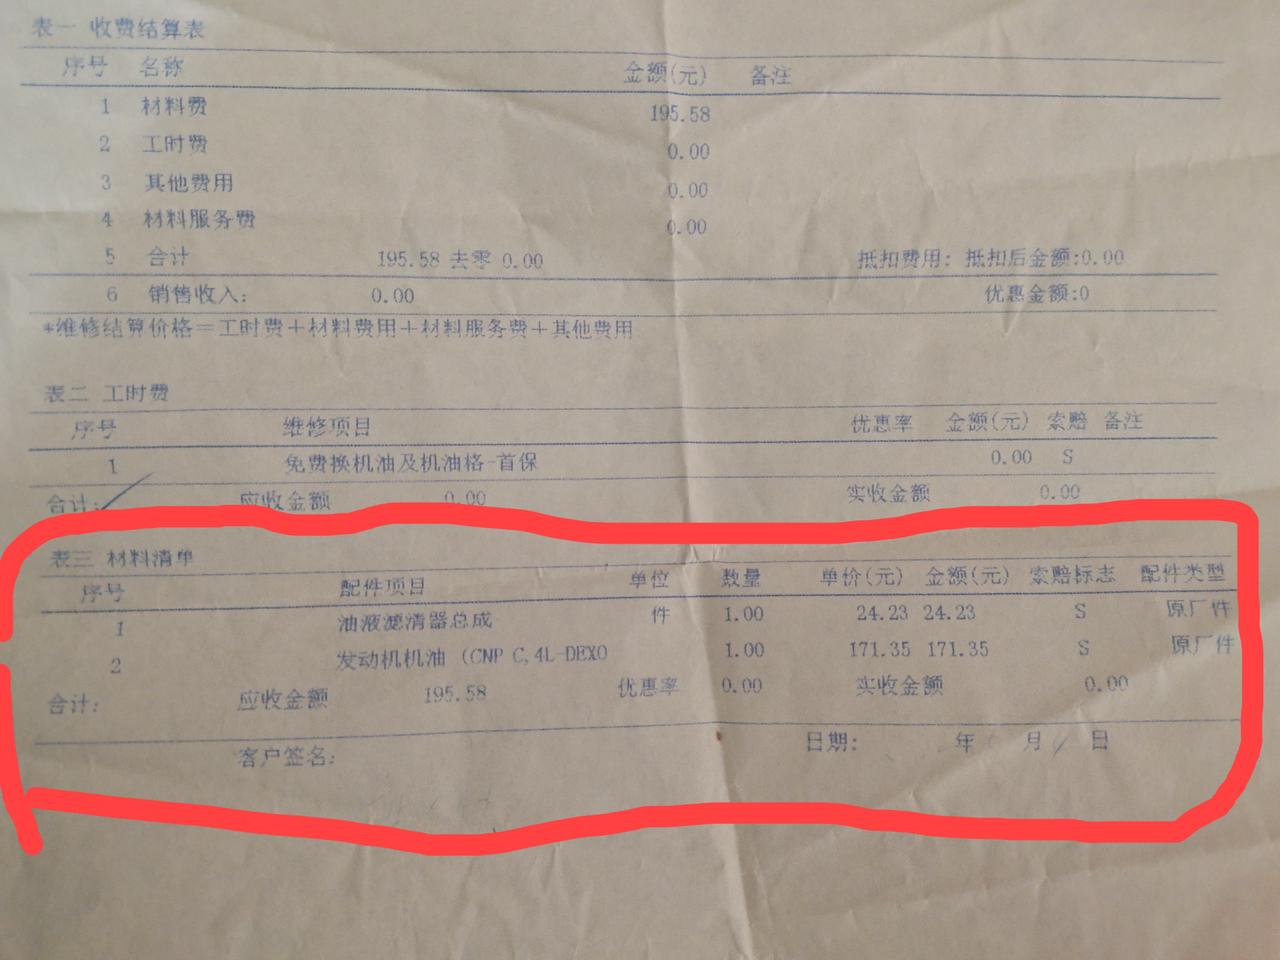 表一 收费结算表
序号 名称 金额(元) 备注
1 材料费 195.58
2 工时费 0.00
3 其他费用 0.00
4 材料服务费 0.00
5 合计 195.58 去零 0.00 抵扣费用: 抵扣后金额:0.00
6 销售收入: 0.00 优惠金额:0
*维修结算价格=工时费+材料费用+材料服务费+其他费用
表二 工时费
序号 维修项目 优惠率 金额(元) 索赔 备注
1 免费换机油及机油格-首保 0.00 S
合计: 应收金额 0.00 实收金额 0.00
表三 材料清单
序号 配件项目 单位 数量 单价(元) 金额(元) 索赔标志 配件类型
1 油液滤清器总成 件 1.00 24.23 24.23 S 原厂件
2 发动机机油 (CNP C,4L-DEXO 1.00 171.35 171.35 S 原厂件
合计: 应收金额 195.58 优惠率 0.00 实收金额 0.00
客户签名: 日期: 年 月 日